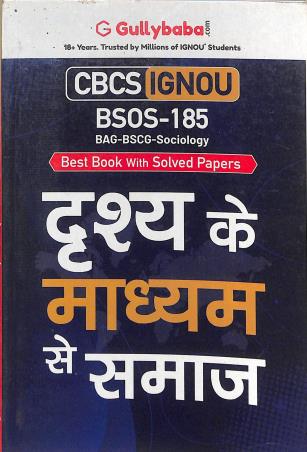 Gullybaba.com
18+ Years. Trusted by Millions of IGNOU Students
CBCS IGNOU
BSOS-185
BAG-BSCG-Sociology
Best Book With Solved Papers
दृश्य के
माध्यम
से समाज